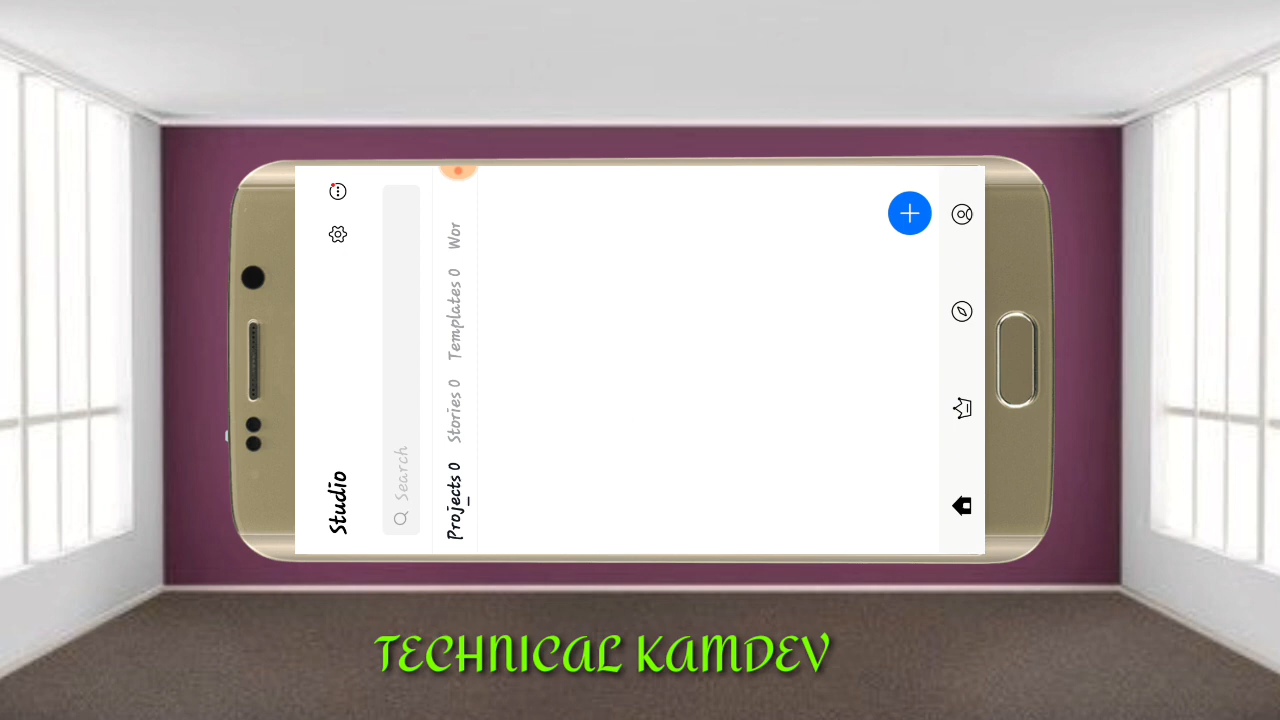 Studio
Search
Projects 0 Stories 0 Templates 0 Wor
TECHNICAL KAMDEV